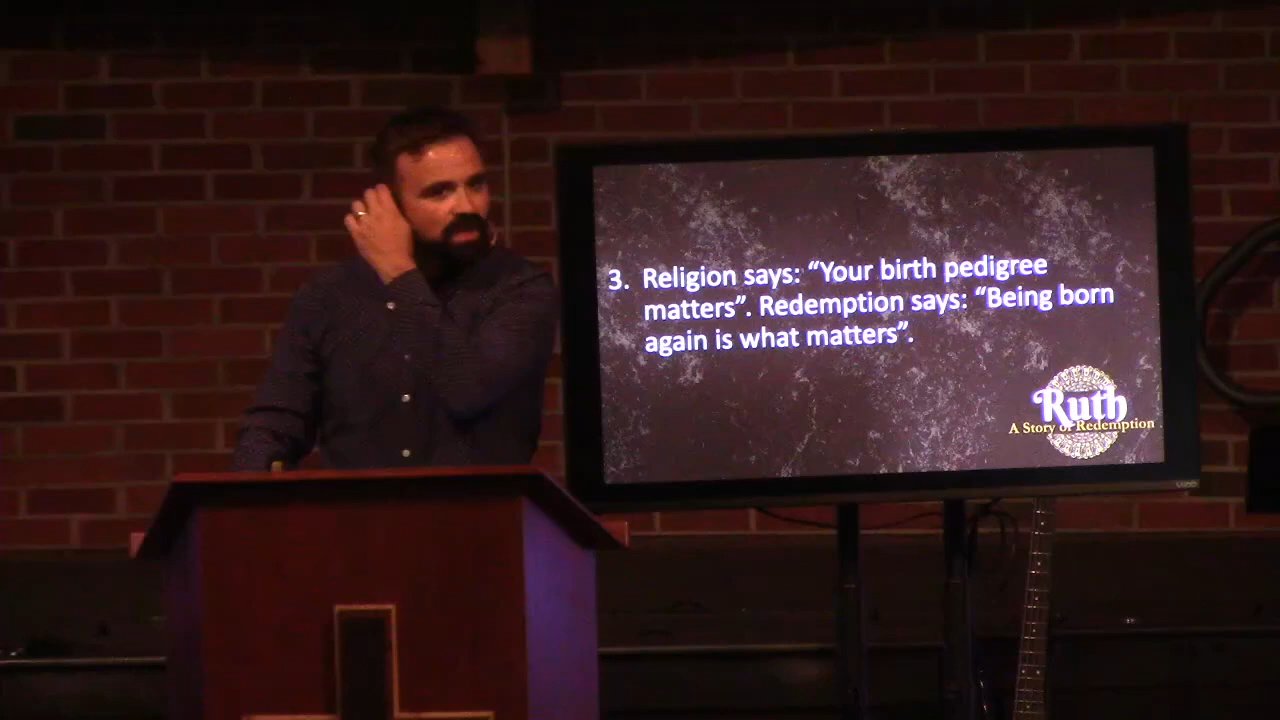 3. Religion says: “Your birth pedigree
matters”. Redemption says: “Being born
again is what matters”.
Ruth
A Story of Redemption